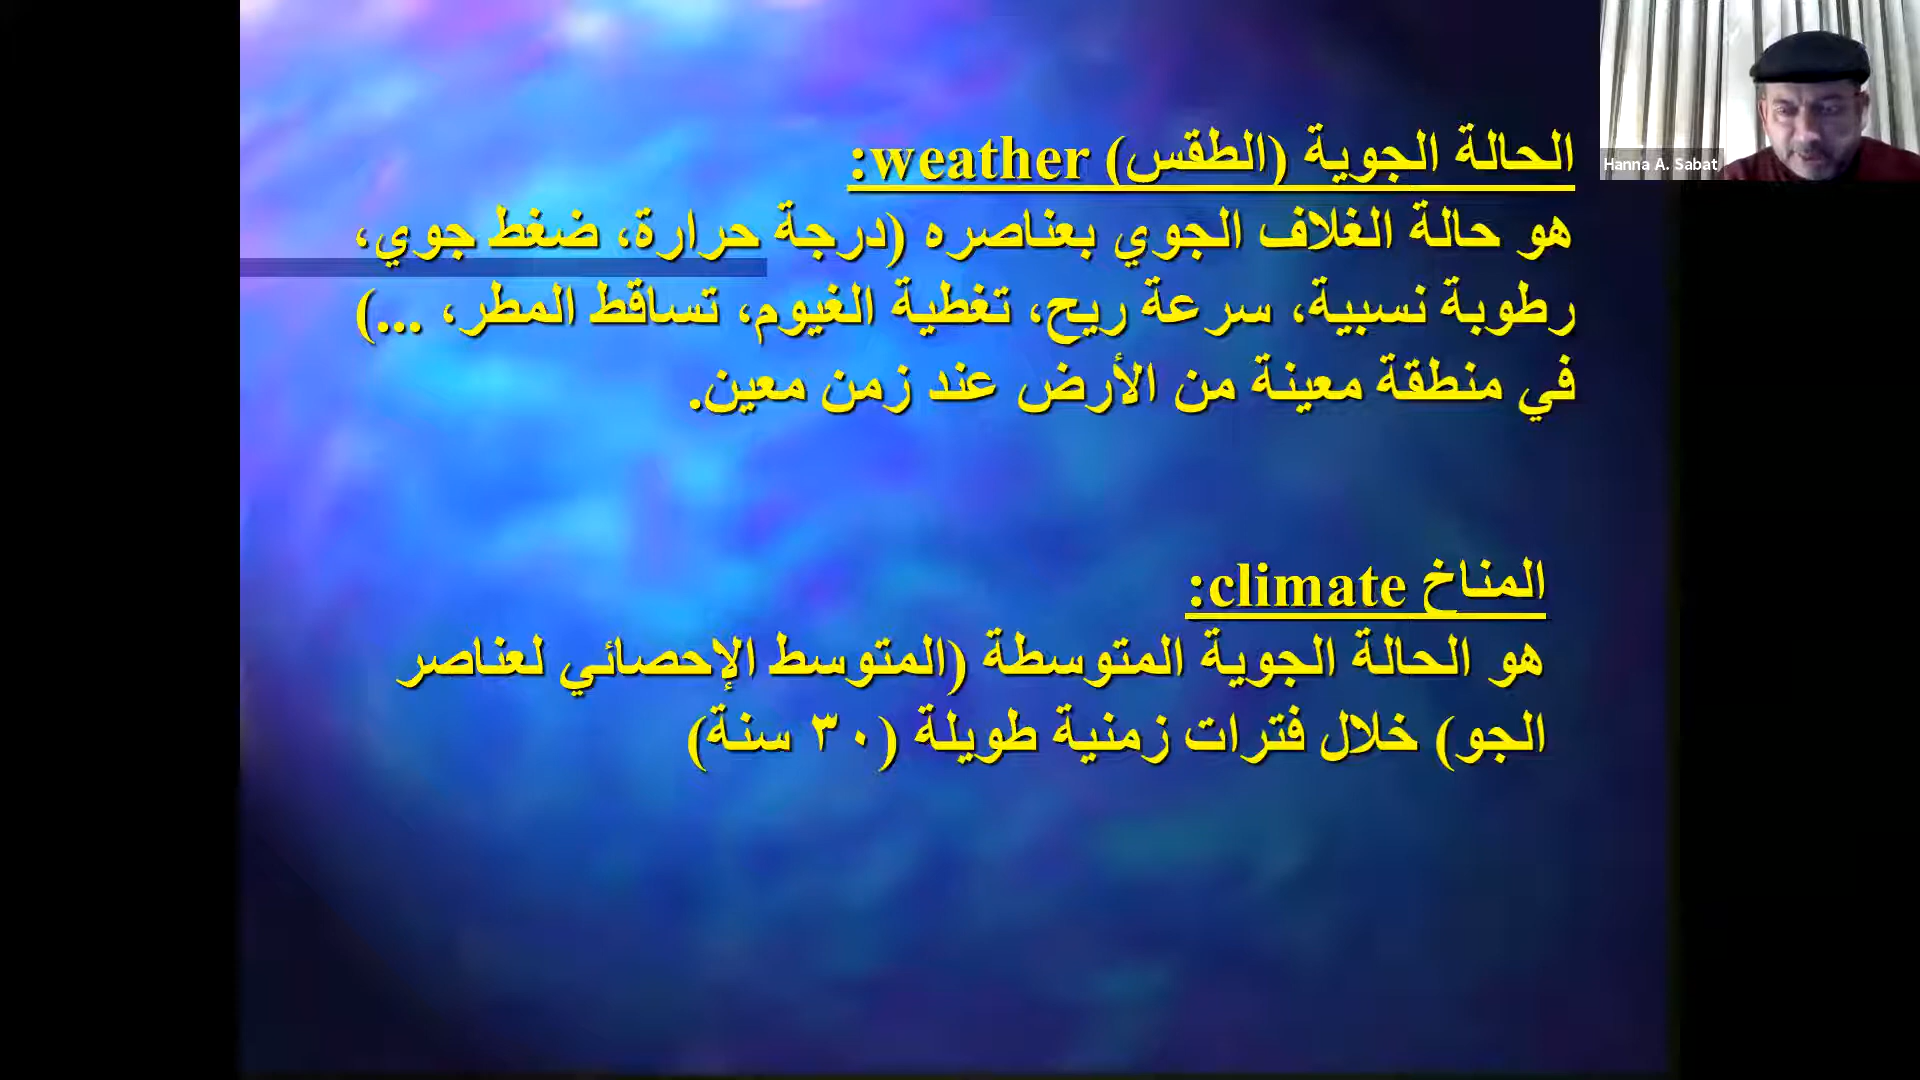 الحالة الجوية (الطقس) weather:
هو حالة الغلاف الجوي بعناصره (درجة حرارة، ضغط جوي،
رطوبة نسبية، سرعة ريح، تغطية الغيوم، تساقط المطر، ...)
في منطقة معينة من الأرض عند زمن معين.
المناخ climate:
هو الحالة الجوية المتوسطة (المتوسط الإحصائي لعناصر
الجو) خلال فترات زمنية طويلة (٣٠ سنة)
Hanna A. Sabat